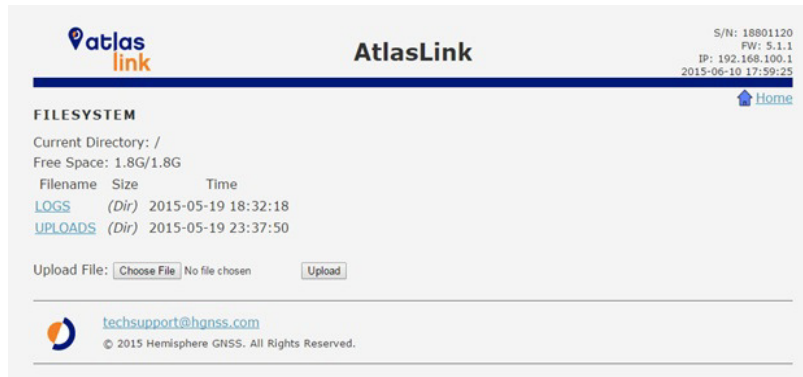 atlas
link
AtlasLink
S/N: 18801120
FW: 5.1.1
IP: 192.168.100.1
2015-06-10 17:59:25
Home
FILESYSTEM
Current Directory: /
Free Space: 1.8G/1.8G
Filename Size Time
LOGS (Dir) 2015-05-19 18:32:18
UPLOADS (Dir) 2015-05-19 23:37:50
Upload File: Choose File No file chosen Upload
techsupport@hgnss.com
© 2015 Hemisphere GNSS. All Rights Reserved.